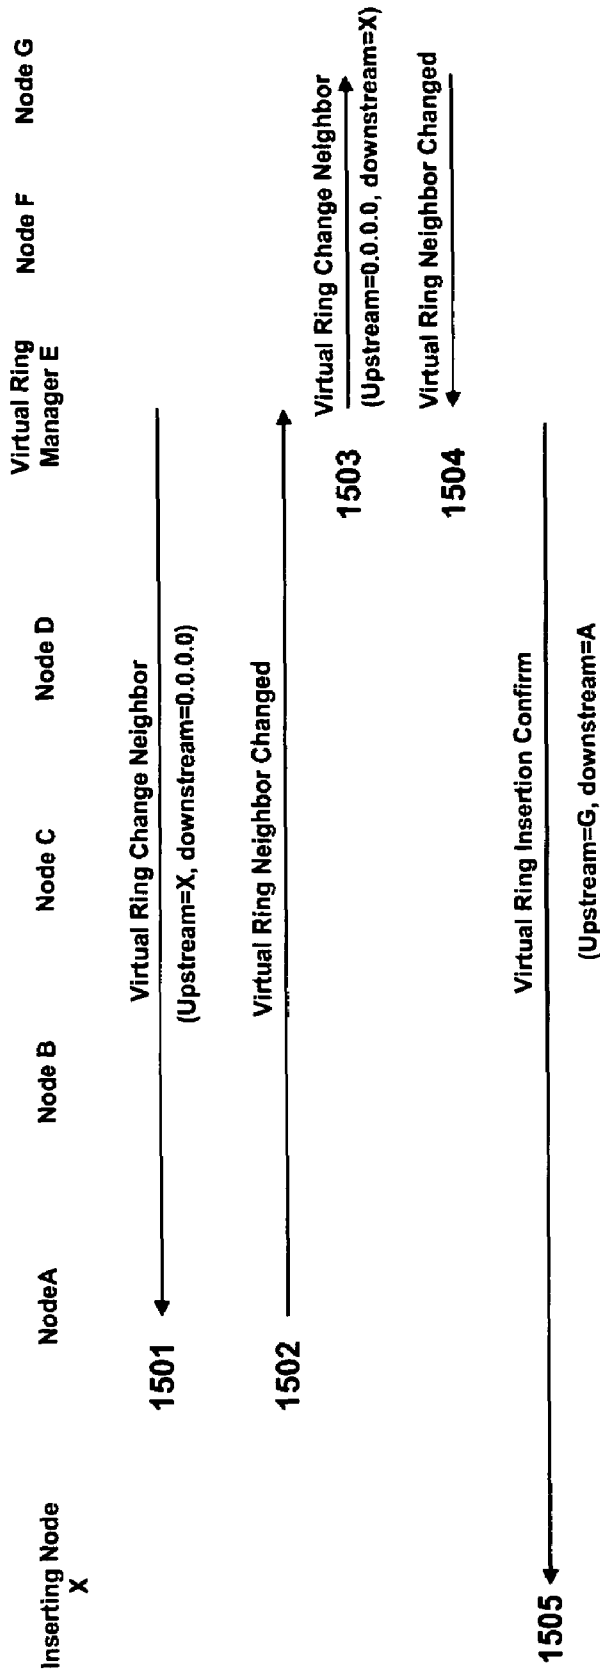 Inserting Node
X
NodeA
Node B
Node C
Node D
Virtual Ring
Manager E
Node F
Node G
1501
Virtual Ring Change Neighbor
(Upstream=X, downstream=0.0.0.0)
1502
Virtual Ring Neighbor Changed
1503
Virtual Ring Change Neighbor
(Upstream=0.0.0.0, downstream=X)
1504
Virtual Ring Neighbor Changed
1505
Virtual Ring Insertion Confirm
(Upstream=G, downstream=A